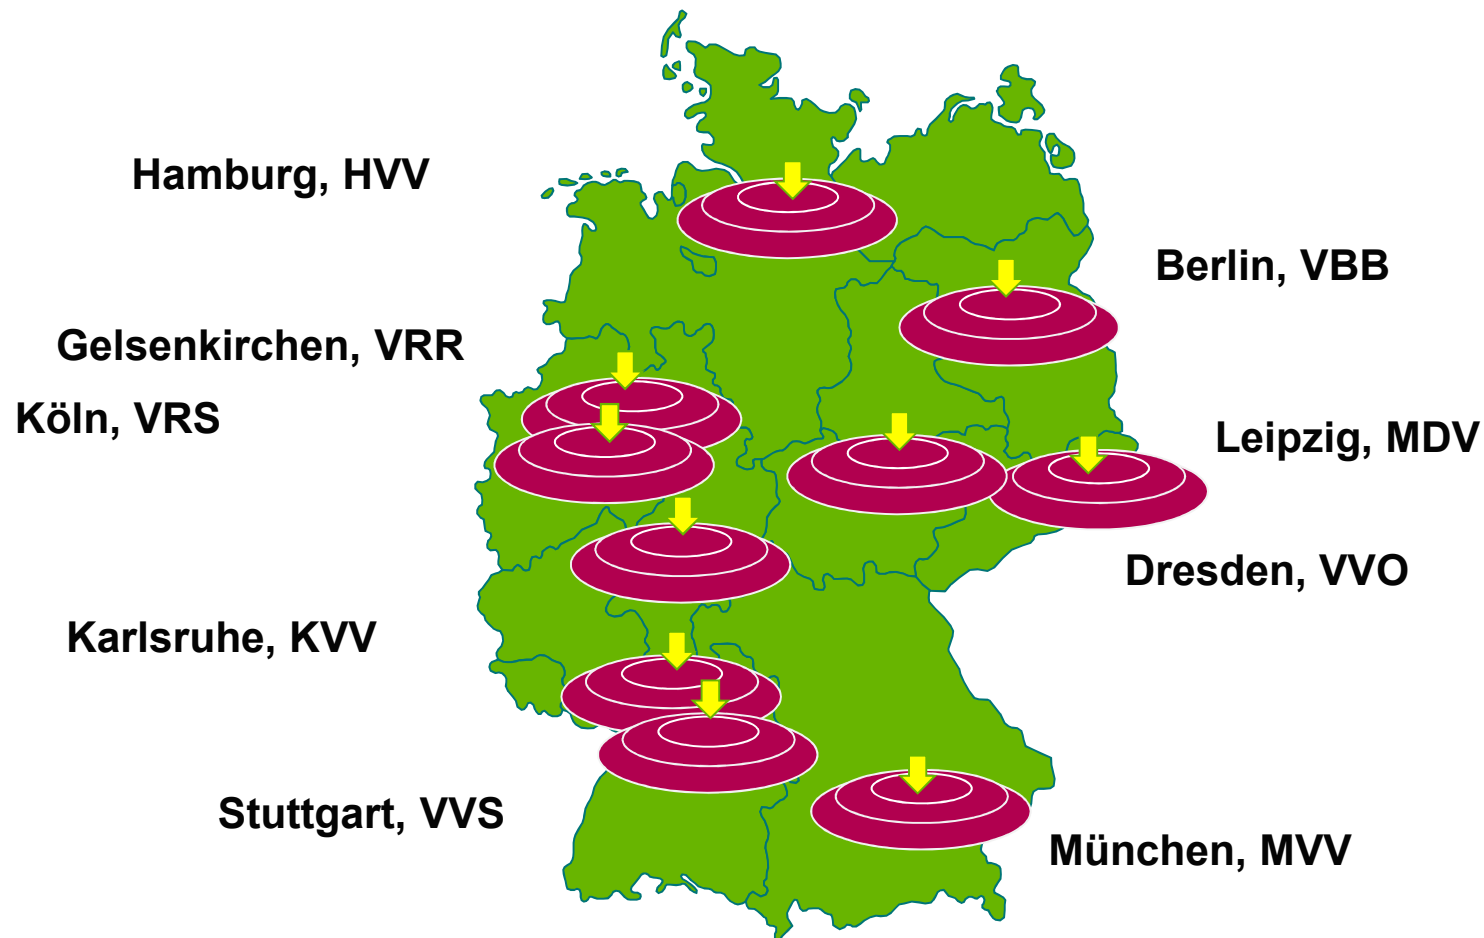 Hamburg, HVV
Berlin, VBB
Gelsenkirchen, VRR
Köln, VRS
Leipzig, MDV
Dresden, VVO
Karlsruhe, KVV
Stuttgart, VVS
München, MVV